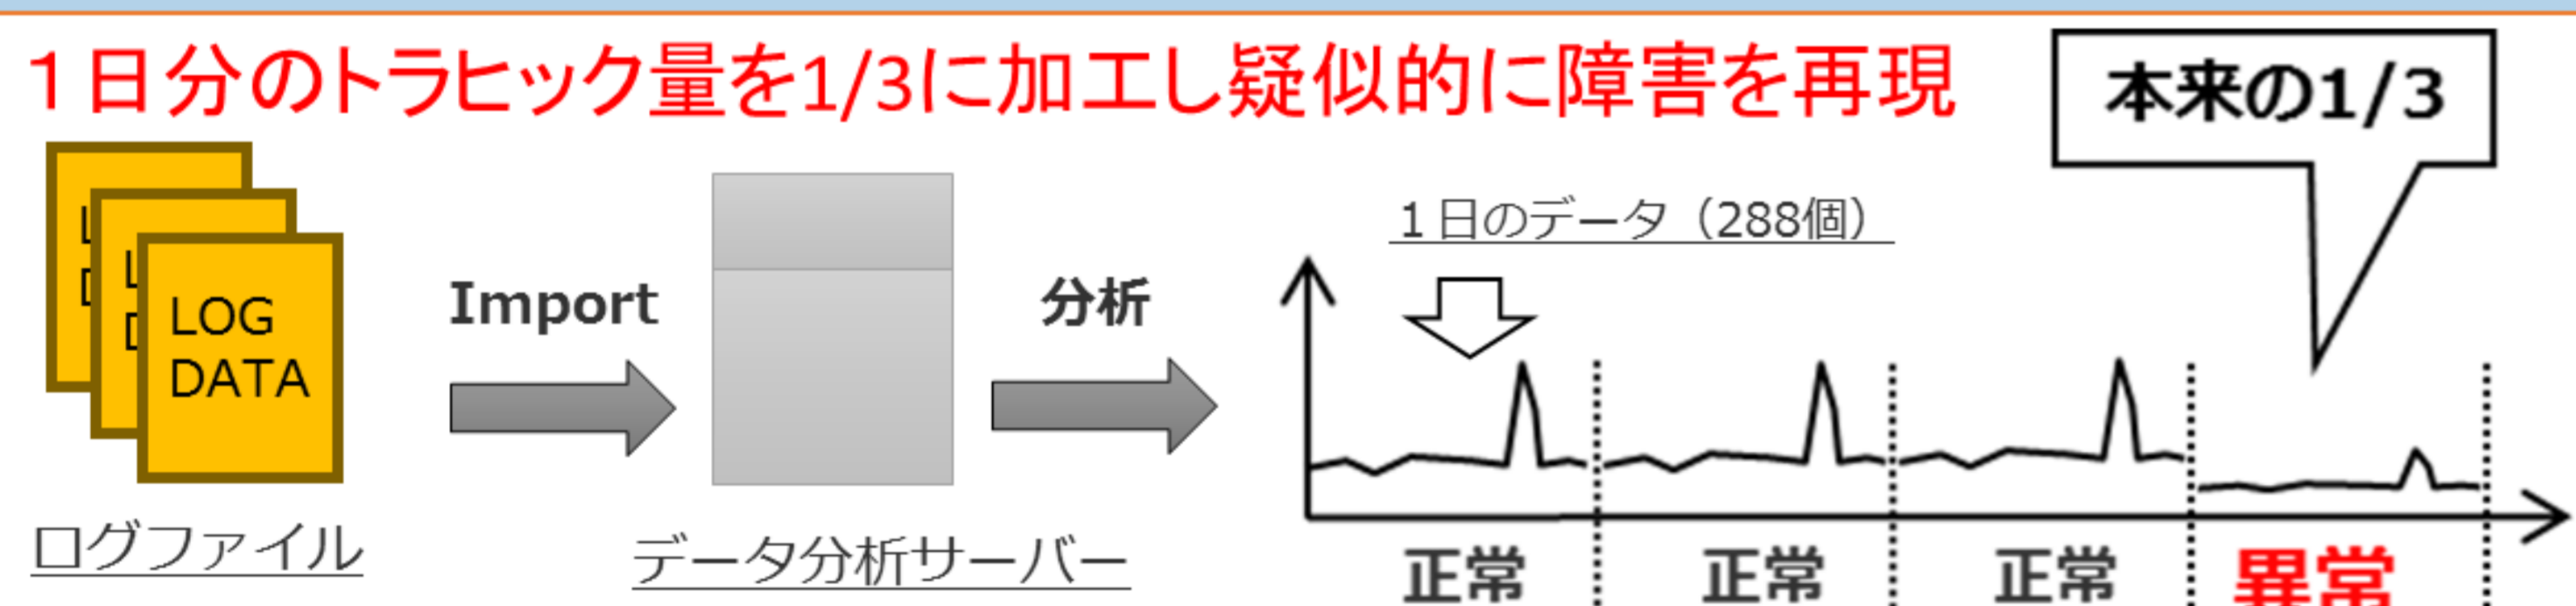 １日分のトラヒック量を1/3に加工し疑似的に障害を再現
本来の1/3
１日のデータ（288個）
LOG
DATA
Import
分析
ログファイル
データ分析サーバー
正常
正常
正常
異常